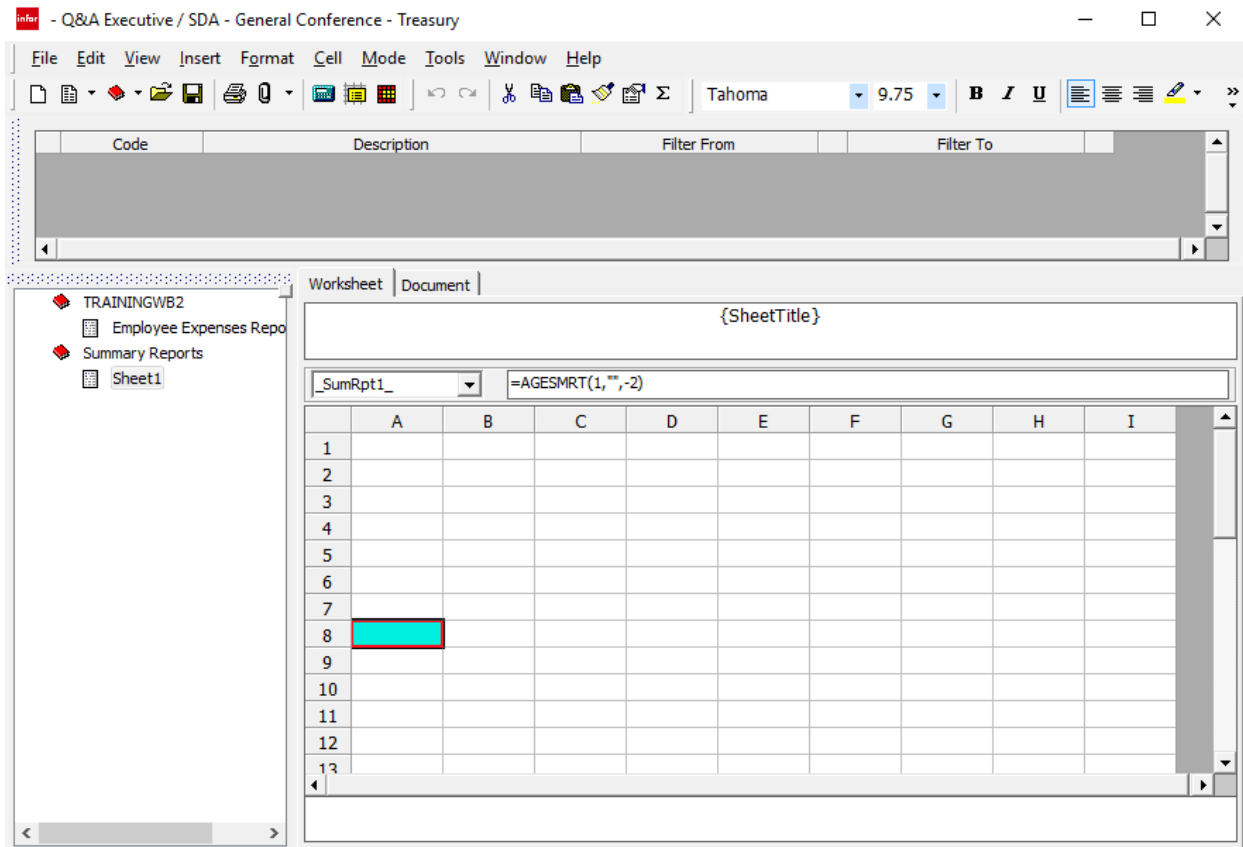 infor - Q&A Executive / SDA - General Conference - Treasury
File Edit View Insert Format Cell Mode Tools Window Help
Tahoma 9.75 B I U
Code Description Filter From Filter To
Worksheet Document
TRAININGWB2
Employee Expenses Repo
Summary Reports
Sheet1
{SheetTitle}
_SumRpt1_ =AGESMRT(1,"",-2)
A B C D E F G H I
1
2
3
4
5
6
7
8
9
10
11
12
13